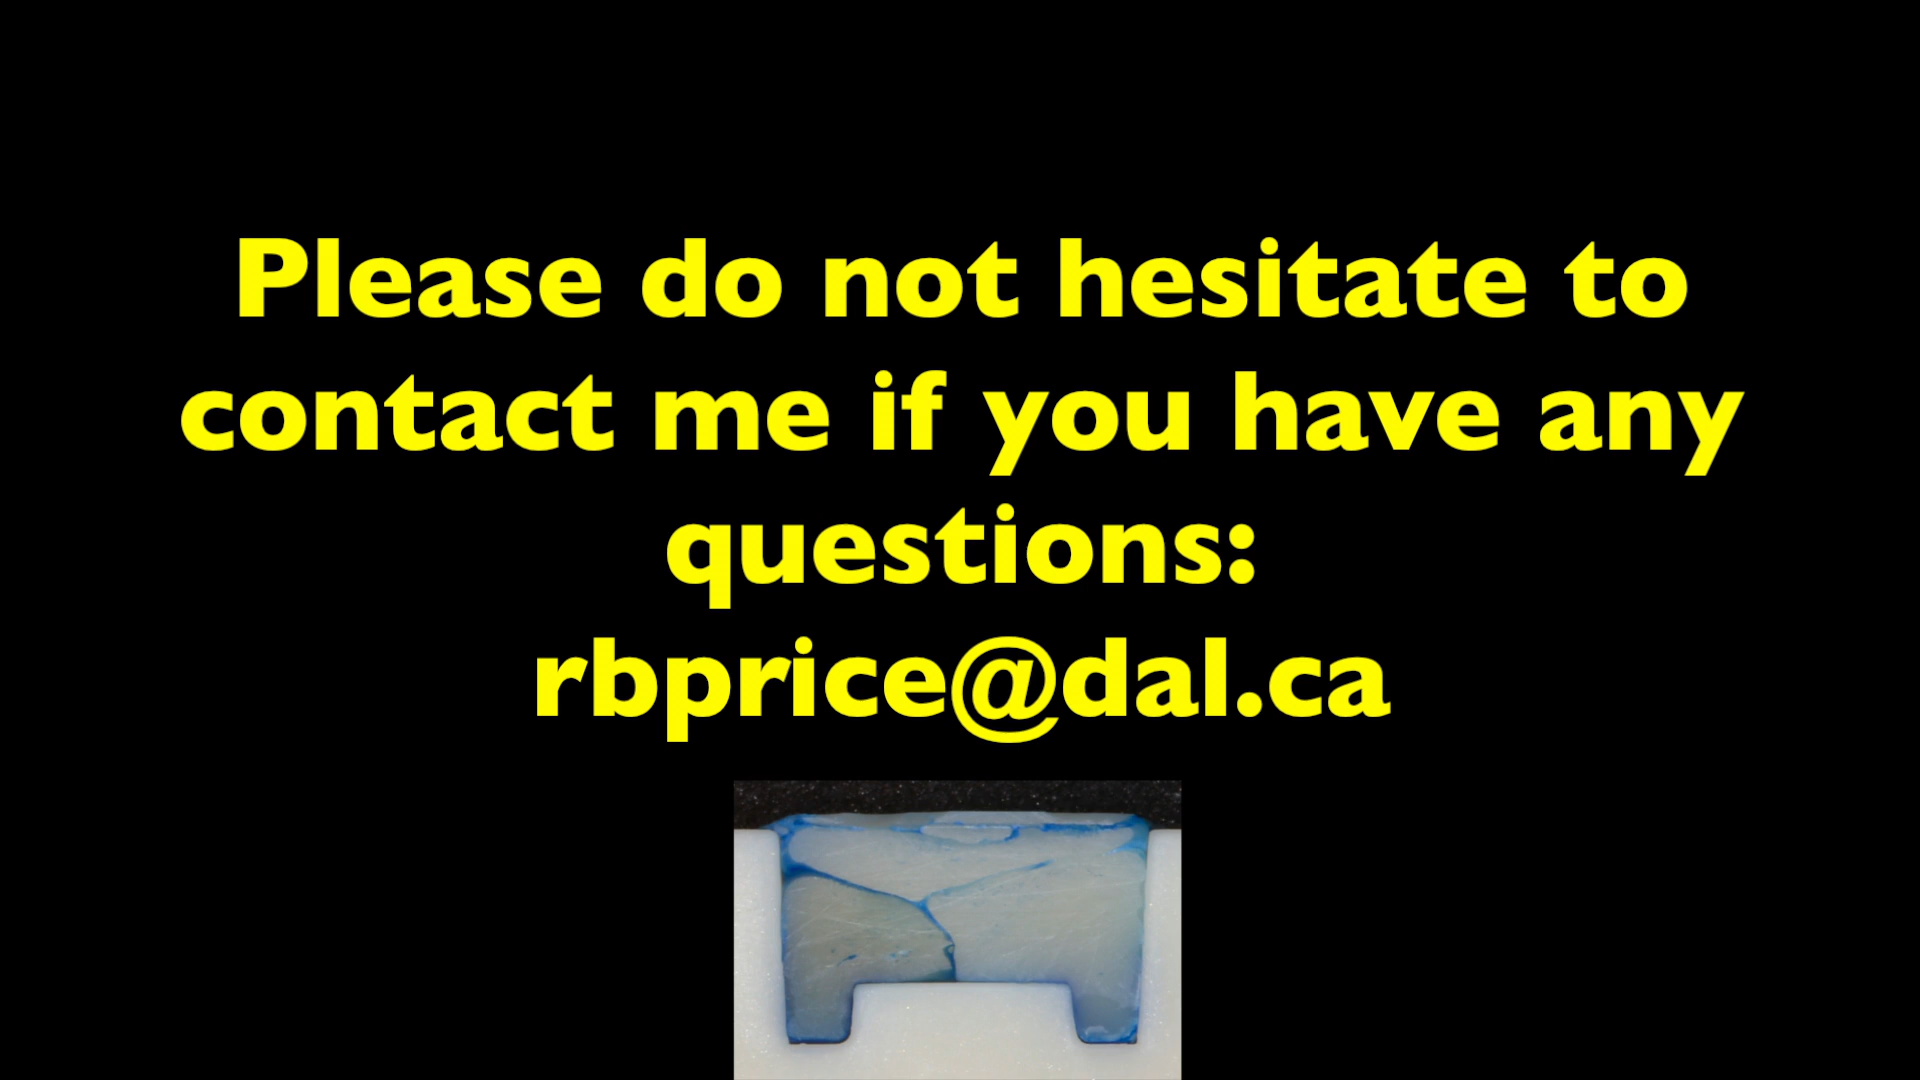 Please do not hesitate to
contact me if you have any
questions:
rbprice@dal.ca